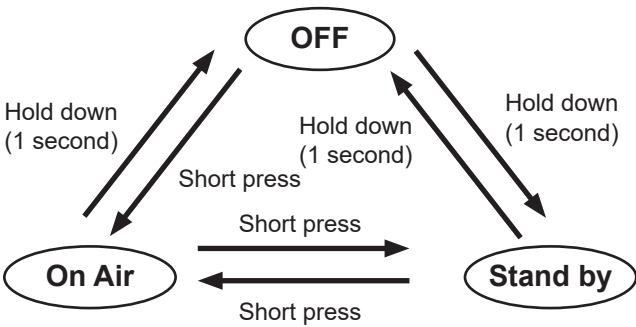 OFF
Hold down
(1 second)
Hold down
(1 second)
Hold down
(1 second)
Short press
Short press
On Air
Stand by
Short press